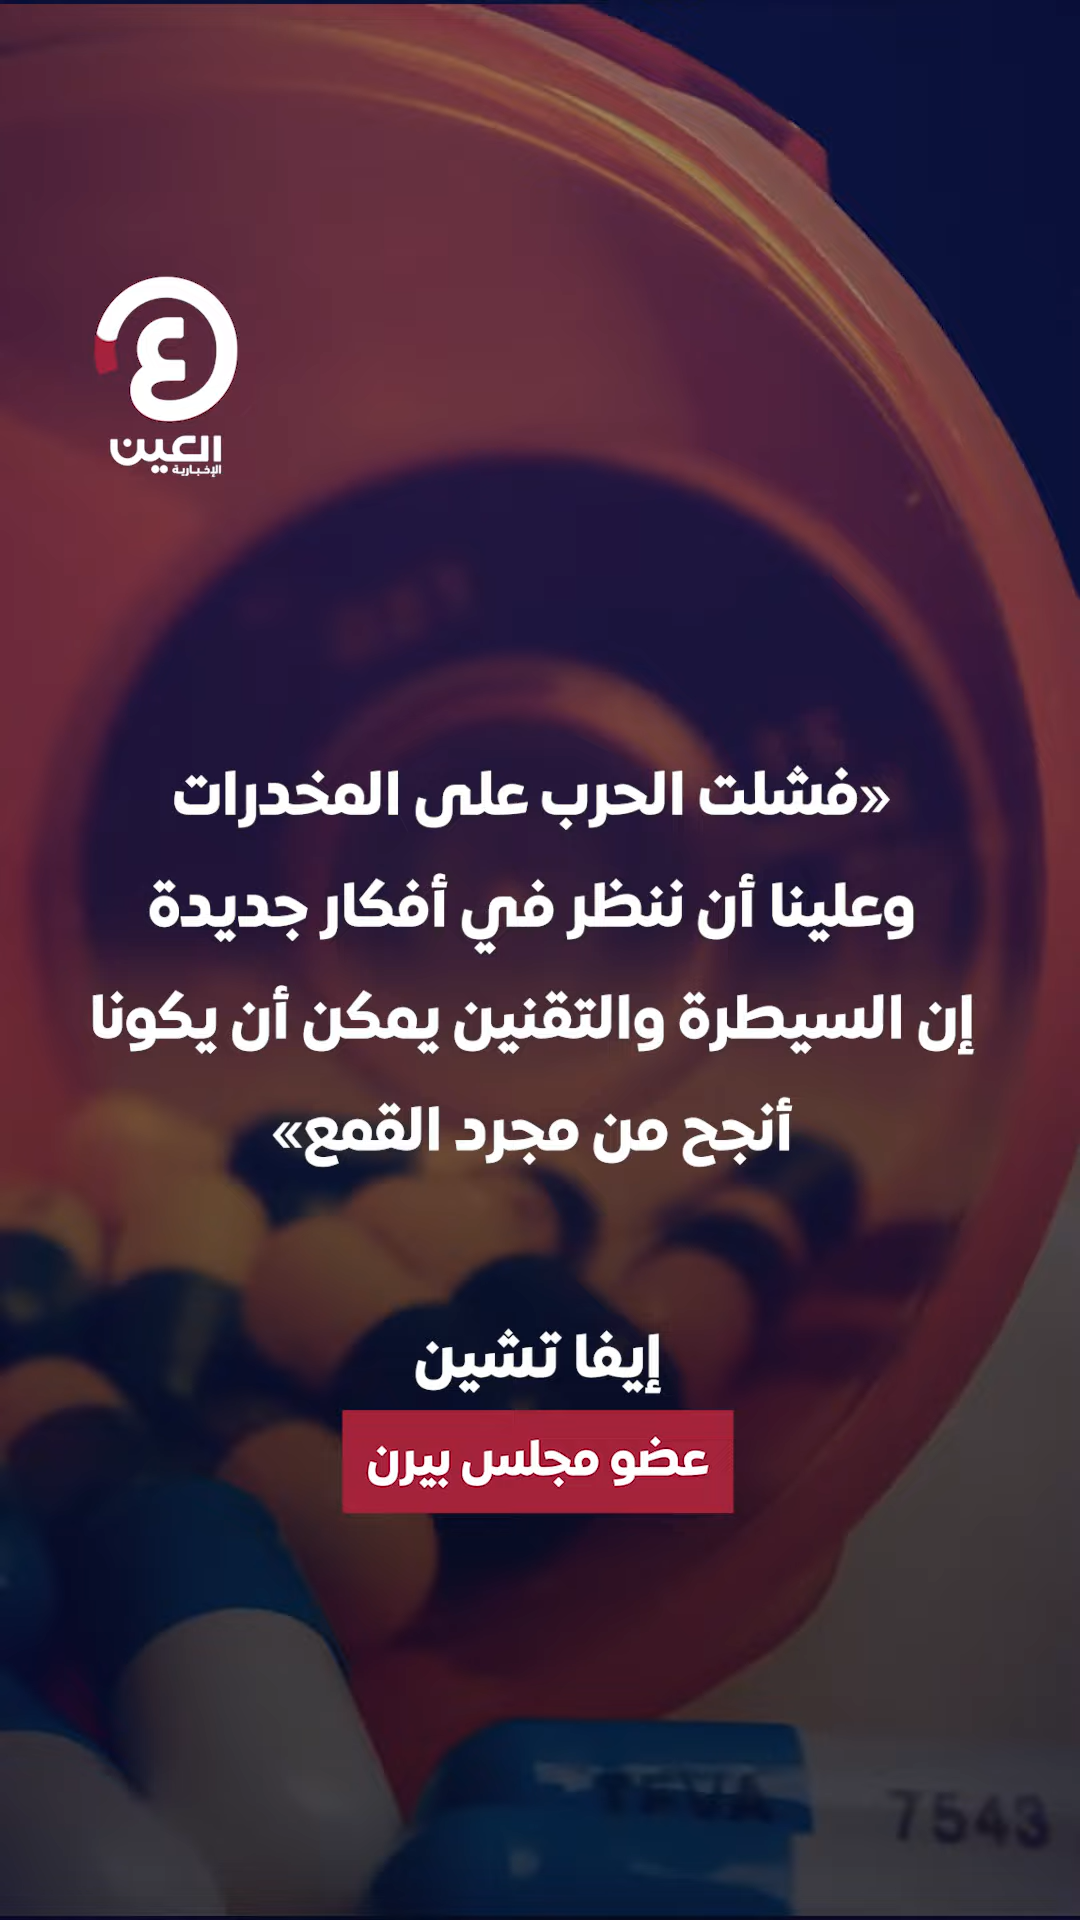 العين
الإخبارية
«فشلت الحرب على المخدرات
وعلينا أن ننظر في أفكار جديدة
إن السيطرة والتقنين يمكن أن يكونا
أنجح من مجرد القمع»
إيفا تشين
عضو مجلس بيرن
TEVA
7543